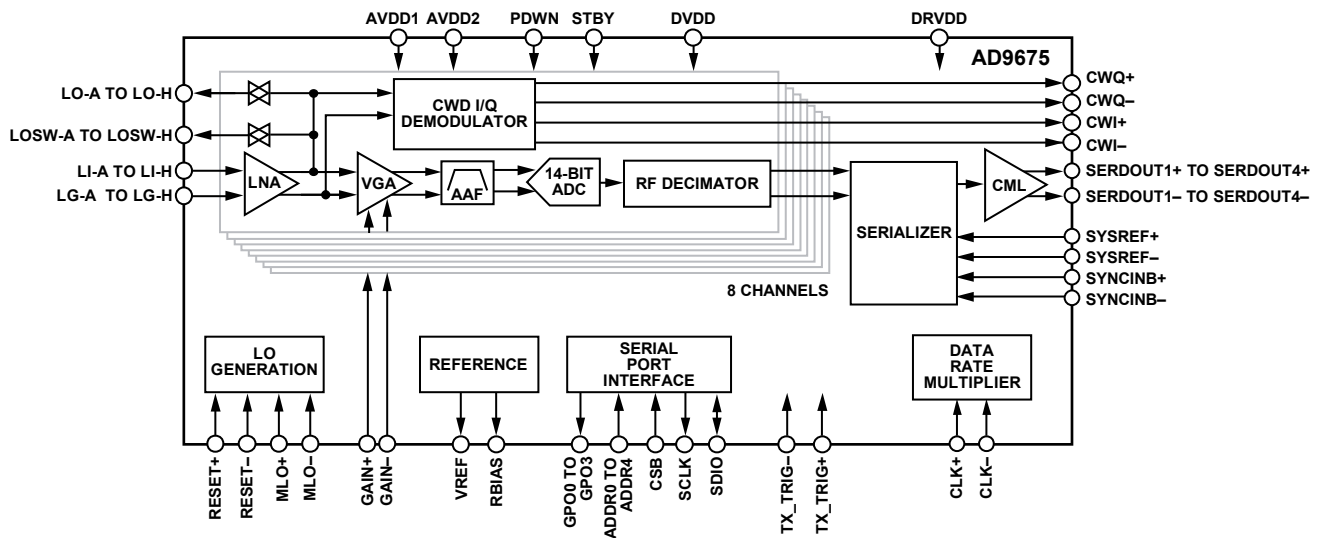 AVDD1 AVDD2 PDWN STBY DVDD DRVDD
AD9675
LO-A TO LO-H
LOSW-A TO LOSW-H
LI-A TO LI-H
LG-A TO LG-H
CWD I/Q
DEMODULATOR
LNA
VGA
AAF
14-BIT
ADC
RF DECIMATOR
SERIALIZER
CML
8 CHANNELS
CWQ+
CWQ–
CWI+
CWI–
SERDOUT1+ TO SERDOUT4+
SERDOUT1– TO SERDOUT4–
SYSREF+
SYSREF–
SYNCINB+
SYNCINB–
LO
GENERATION
REFERENCE
SERIAL
PORT
INTERFACE
DATA
RATE
MULTIPLIER
RESET+
RESET–
MLO+
MLO–
GAIN+
GAIN–
VREF
RBIAS
GPO0 TO
GPO3
ADDR0 TO
ADDR4
CSB
SCLK
SDIO
TX_TRIG–
TX_TRIG+
CLK+
CLK–